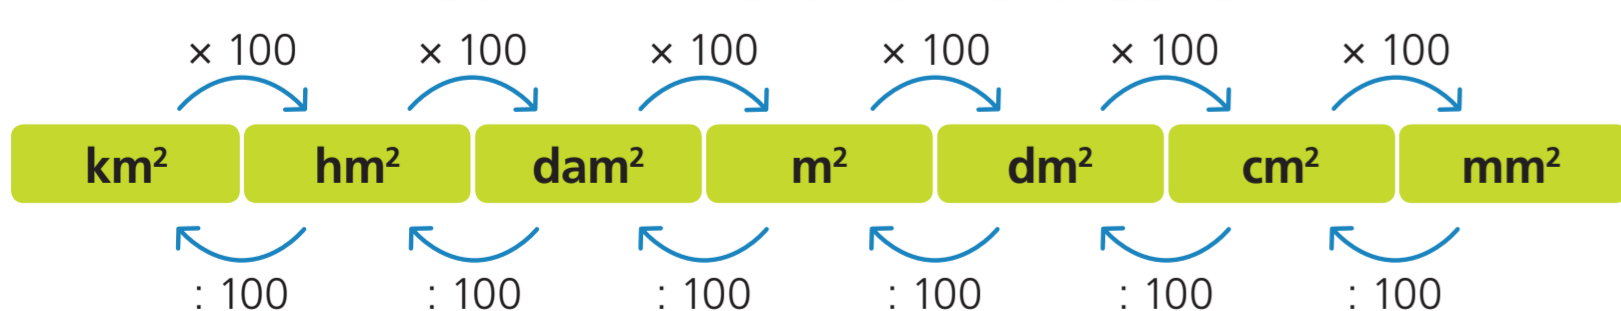 × 100 × 100 × 100 × 100 × 100 × 100
km² hm² dam² m² dm² cm² mm²
: 100 : 100 : 100 : 100 : 100 : 100